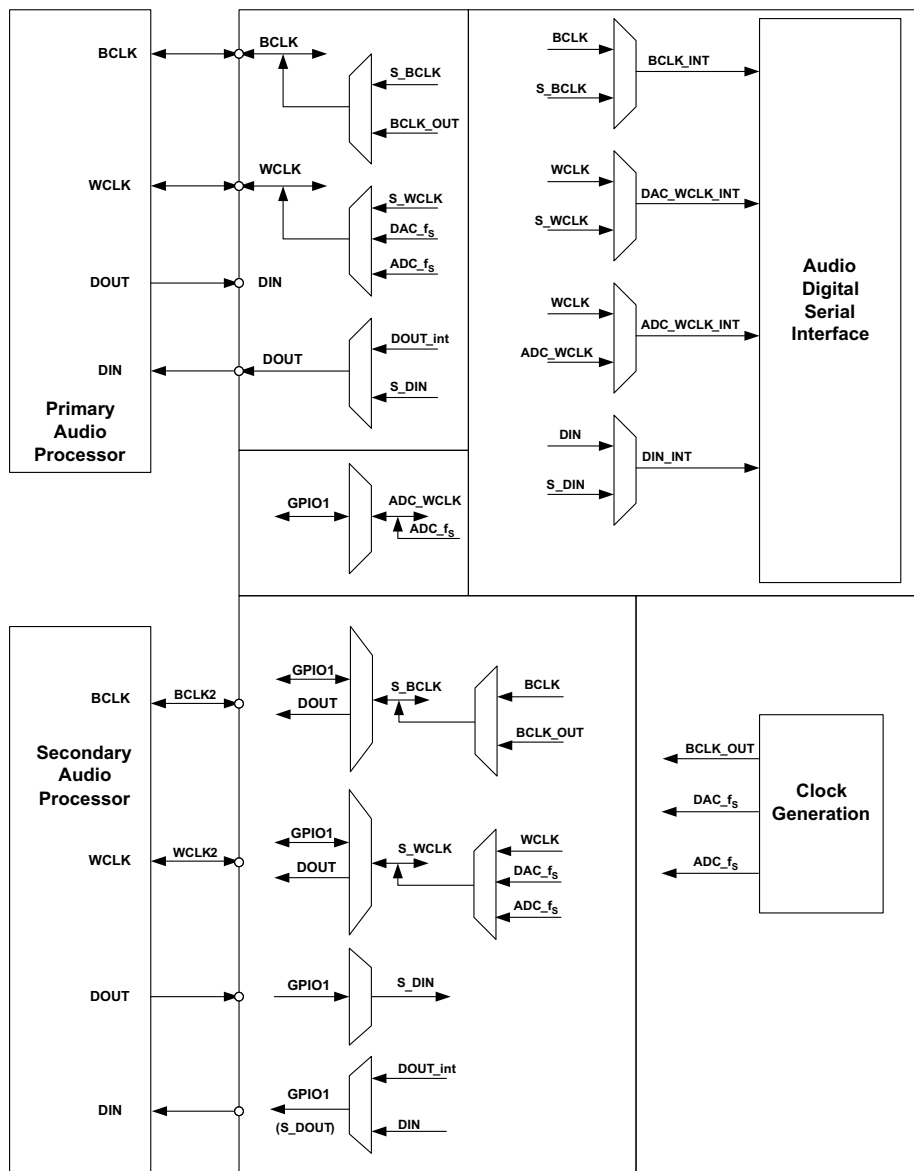 BCLK
WCLK
DOUT
DIN
Primary
Audio
Processor
BCLK
S_BCLK
BCLK_OUT
WCLK
S_WCLK
DAC_fS
ADC_fS
DIN
DOUT
DOUT_int
S_DIN
BCLK
S_BCLK
BCLK_INT
WCLK
S_WCLK
DAC_WCLK_INT
WCLK
ADC_WCLK
ADC_WCLK_INT
DIN
S_DIN
DIN_INT
Audio
Digital
Serial
Interface
GPIO1
ADC_WCLK
ADC_fS
BCLK
Secondary
Audio
Processor
WCLK
DOUT
DIN
BCLK2
WCLK2
GPIO1
DOUT
S_BCLK
BCLK
BCLK_OUT
GPIO1
DOUT
S_WCLK
WCLK
DAC_fS
ADC_fS
GPIO1
S_DIN
GPIO1
(S_DOUT)
DOUT_int
DIN
BCLK_OUT
DAC_fS
ADC_fS
Clock
Generation